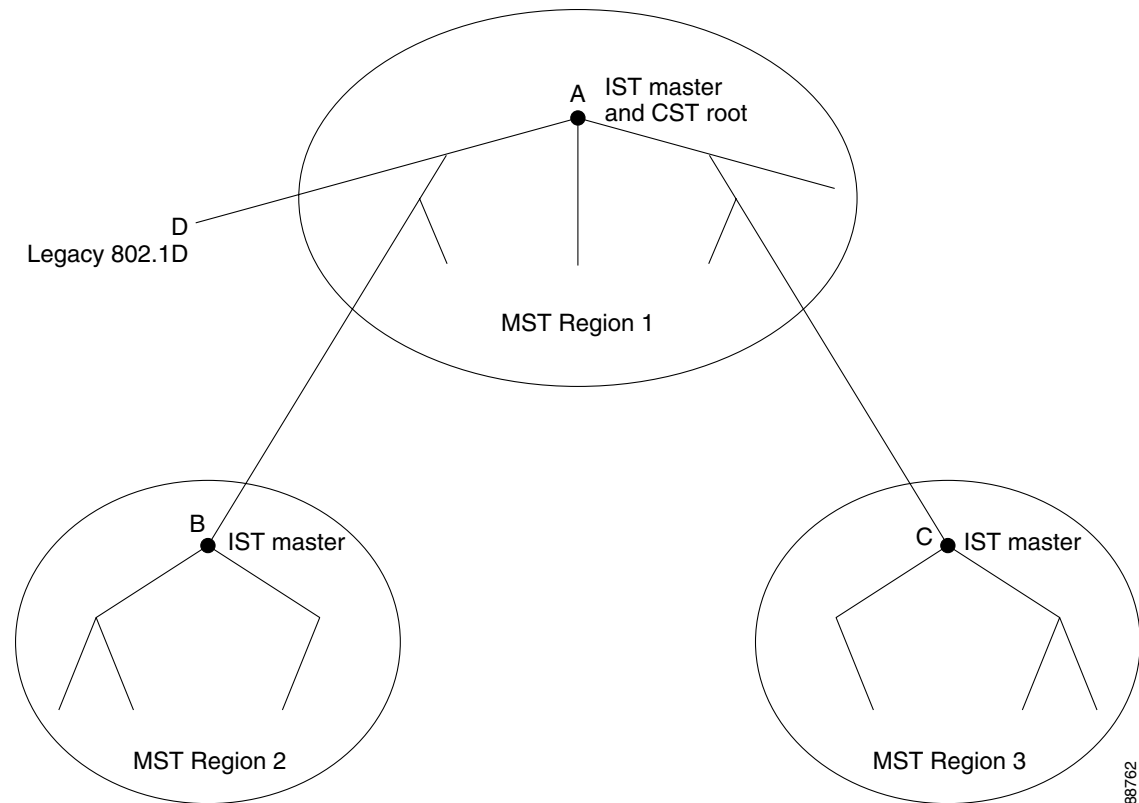 A
IST master
and CST root
D
Legacy 802.1D
MST Region 1
B
IST master
C
IST master
MST Region 2
MST Region 3
88762